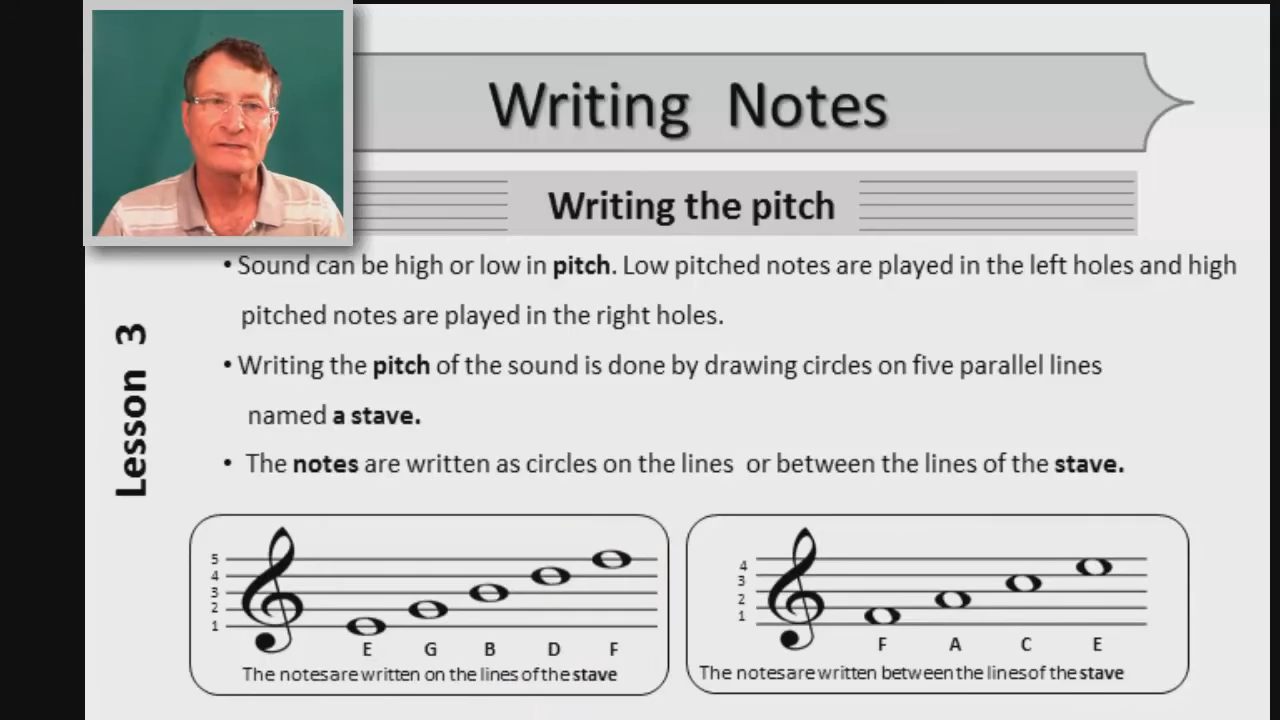 Writing Notes
Writing the pitch
• Sound can be high or low in pitch. Low pitched notes are played in the left holes and high
pitched notes are played in the right holes.
• Writing the pitch of the sound is done by drawing circles on five parallel lines
named a stave.
• The notes are written as circles on the lines or between the lines of the stave.
Lesson 3
5
4
3
2
1
E G B D F
The notes are written on the lines of the stave
4
3
2
1
F A C E
The notes are written between the lines of the stave